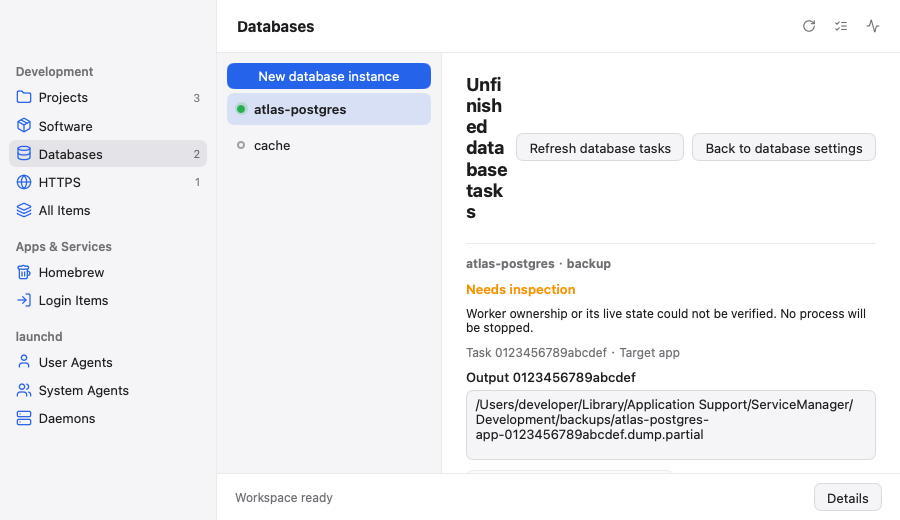 Databases
Development
Projects 3
Software
Databases 2
HTTPS 1
All Items
Apps & Services
Homebrew
Login Items
launchd
User Agents
System Agents
Daemons
New database instance
atlas-postgres
cache
Unfi
nish
ed
data
base
task
s
Refresh database tasks
Back to database settings
atlas-postgres · backup
Needs inspection
Worker ownership or its live state could not be verified. No process will
be stopped.
Task 0123456789abcdef · Target app
Output 0123456789abcdef
/Users/developer/Library/Application Support/ServiceManager/
Development/backups/atlas-postgres-
app-0123456789abcdef.dump.partial
Workspace ready
Details